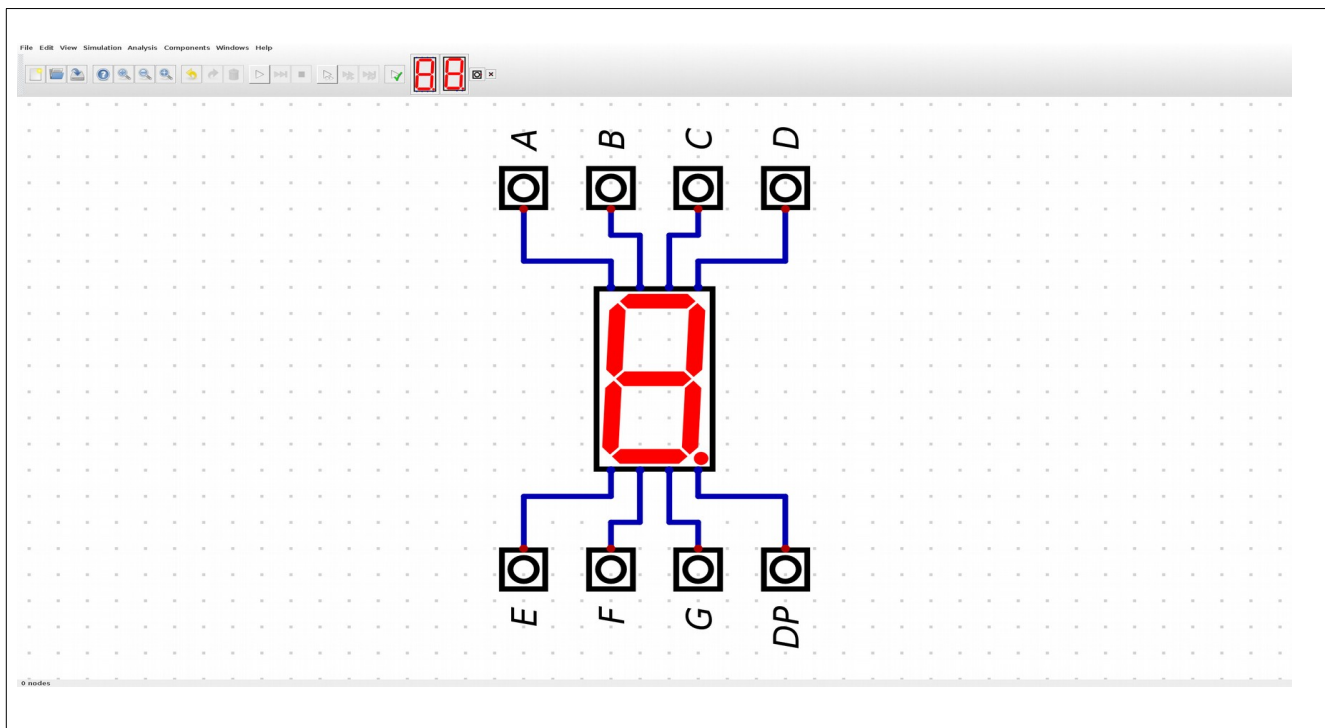 File Edit View Simulation Analysis Components Windows Help
A B C D
E F G DP
0 nodes